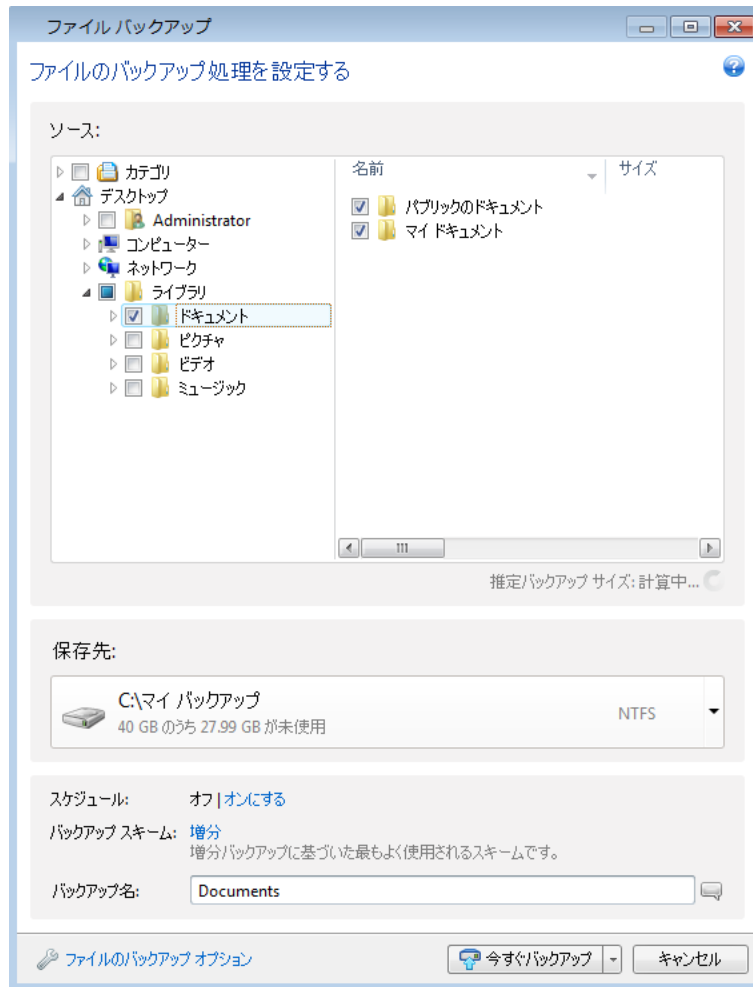 ファイル バックアップ
ファイルのバックアップ処理を設定する
ソース:
カテゴリ
デスクトップ
Administrator
コンピューター
ネットワーク
ライブラリ
ドキュメント
ピクチャ
ビデオ
ミュージック
名前 サイズ
パブリックのドキュメント
マイ ドキュメント
推定バックアップ サイズ: 計算中...
保存先:
C:\マイ バックアップ
40 GB のうち 27.99 GB が未使用
NTFS
スケジュール: オフ | オンにする
バックアップ スキーム: 増分
増分バックアップに基づいた最もよく使用されるスキームです。
バックアップ名: Documents
ファイルのバックアップ オプション 今すぐバックアップ キャンセル